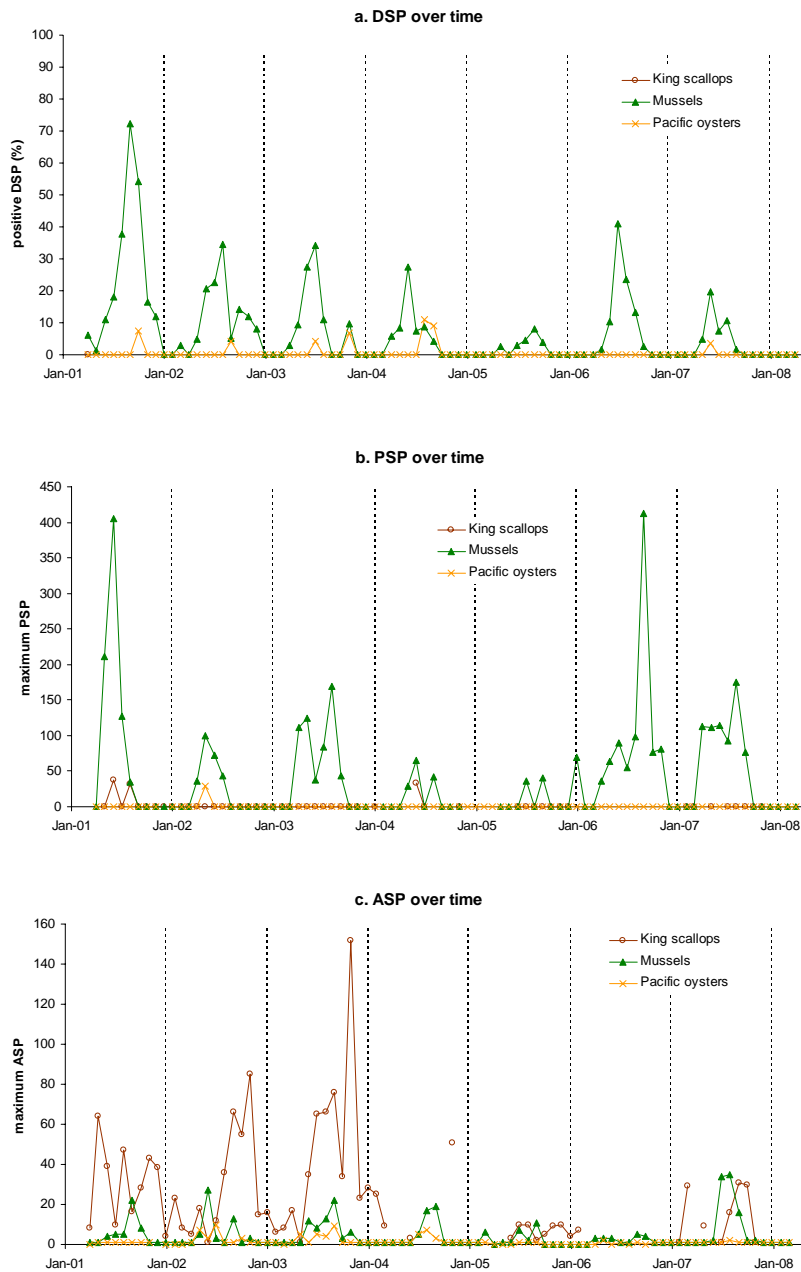 a. DSP over time
100
90
80
70
60
50
40
30
20
10
0
positive DSP (%)
King scallops
Mussels
Pacific oysters
Jan-01 Jan-02 Jan-03 Jan-04 Jan-05 Jan-06 Jan-07 Jan-08
b. PSP over time
450
400
350
300
250
200
150
100
50
0
maximum PSP
King scallops
Mussels
Pacific oysters
Jan-01 Jan-02 Jan-03 Jan-04 Jan-05 Jan-06 Jan-07 Jan-08
c. ASP over time
160
140
120
100
80
60
40
20
0
maximum ASP
King scallops
Mussels
Pacific oysters
Jan-01 Jan-02 Jan-03 Jan-04 Jan-05 Jan-06 Jan-07 Jan-08